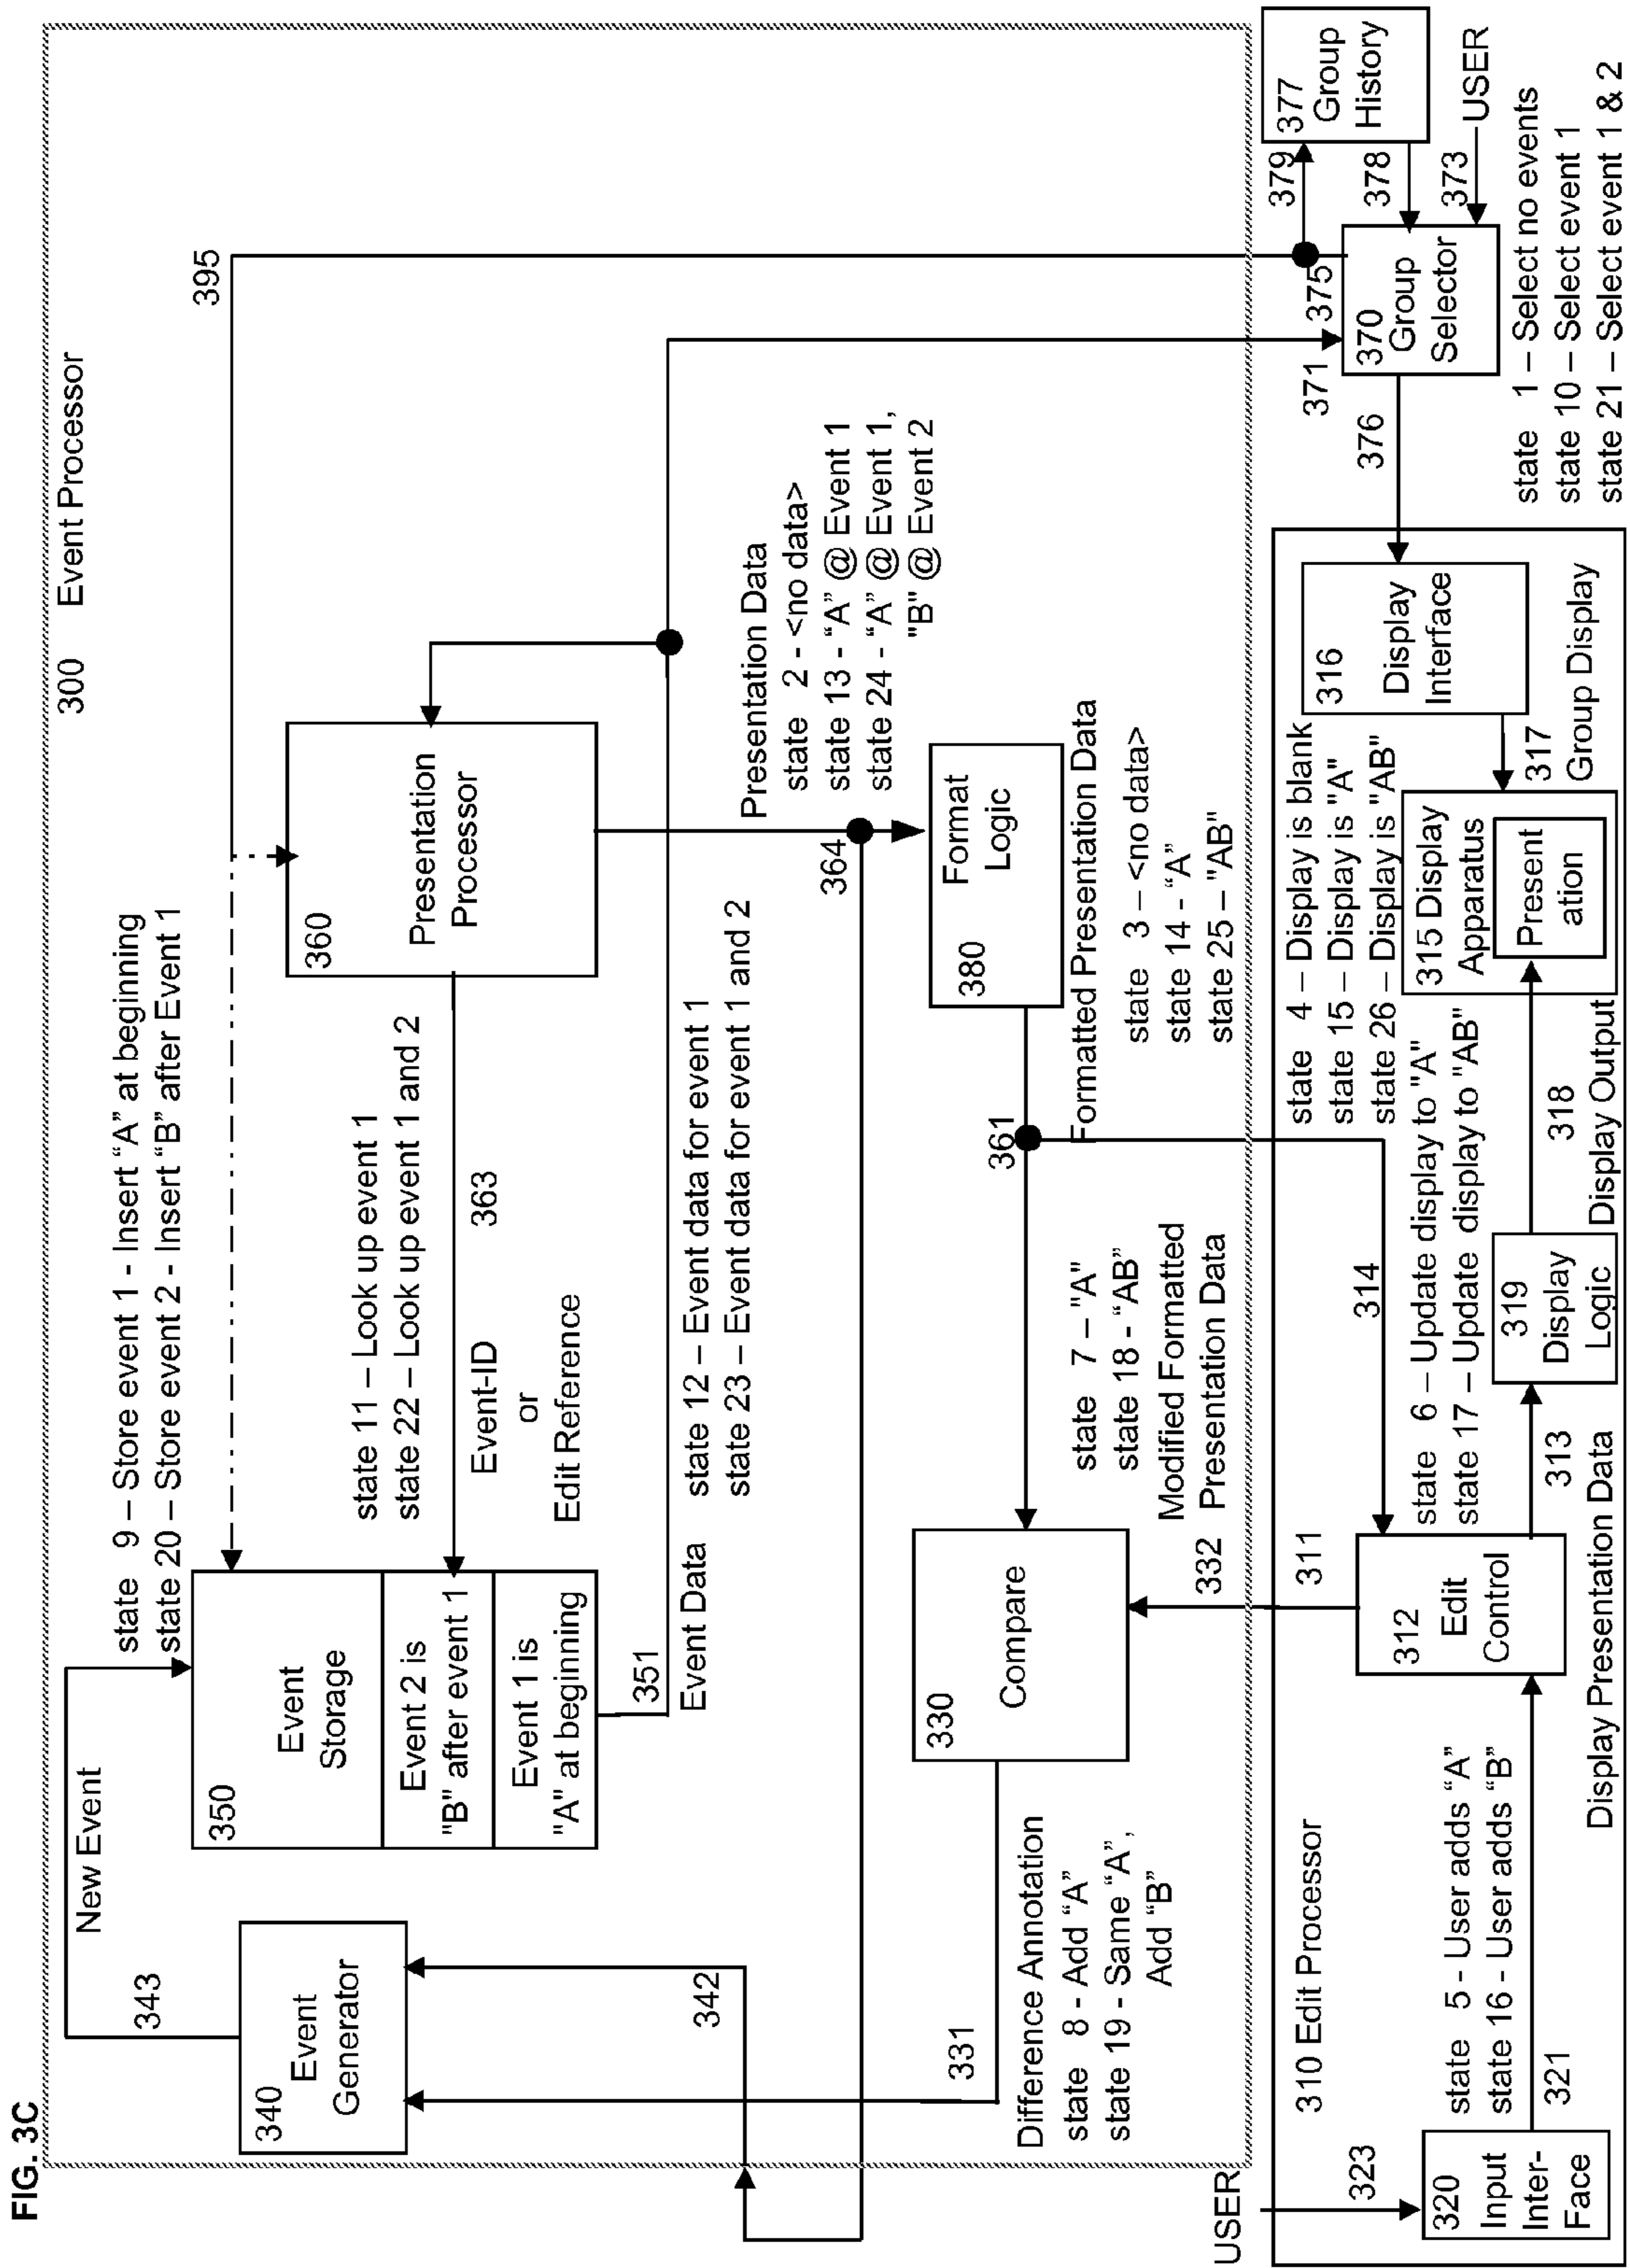 FIG. 3C
300 Event Processor
395
New Event
343
340
Event
Generator
342
331
state 9 – Store event 1 - Insert “A” at beginning
state 20 – Store event 2 - Insert “B” after Event 1
350
Event
Storage
Event 2 is
"B" after event 1
Event 1 is
"A" at beginning
351
Event Data
state 11 – Look up event 1
state 22 – Look up event 1 and 2
363
Event-ID
or
Edit Reference
state 12 – Event data for event 1
state 23 – Event data for event 1 and 2
360
Presentation
Processor
364
Presentation Data
state 2 - <no data>
state 13 - “A” @ Event 1
state 24 - “A” @ Event 1,
"B" @ Event 2
380
Format
Logic
361
Formatted Presentation Data
state 3 – <no data>
state 14 - “A”
state 25 – "AB"
330
Compare
Difference Annotation
state 8 - Add “A”
state 19 - Same “A”,
Add “B”
state 7 – "A"
state 18 - “AB”
Modified Formatted
Presentation Data
332
371
375
379
377
Group
History
378
373
USER
370
Group
Selector
376
state 1 – Select no events
state 10 – Select event 1
state 21 – Select event 1 & 2
USER
323
310 Edit Processor
320
Input
Inter-
Face
321
state 5 - User adds “A”
state 16 - User adds “B”
311
312
Edit
Control
314
313
Display Presentation Data
state 6 – Update display to "A"
state 17 – Update display to "AB"
319
Display
Logic
318
Display Output
state 4 – Display is blank
state 15 – Display is "A"
state 26 – Display is "AB"
315 Display
Apparatus
Present
ation
317
Group Display
316
Display
Interface